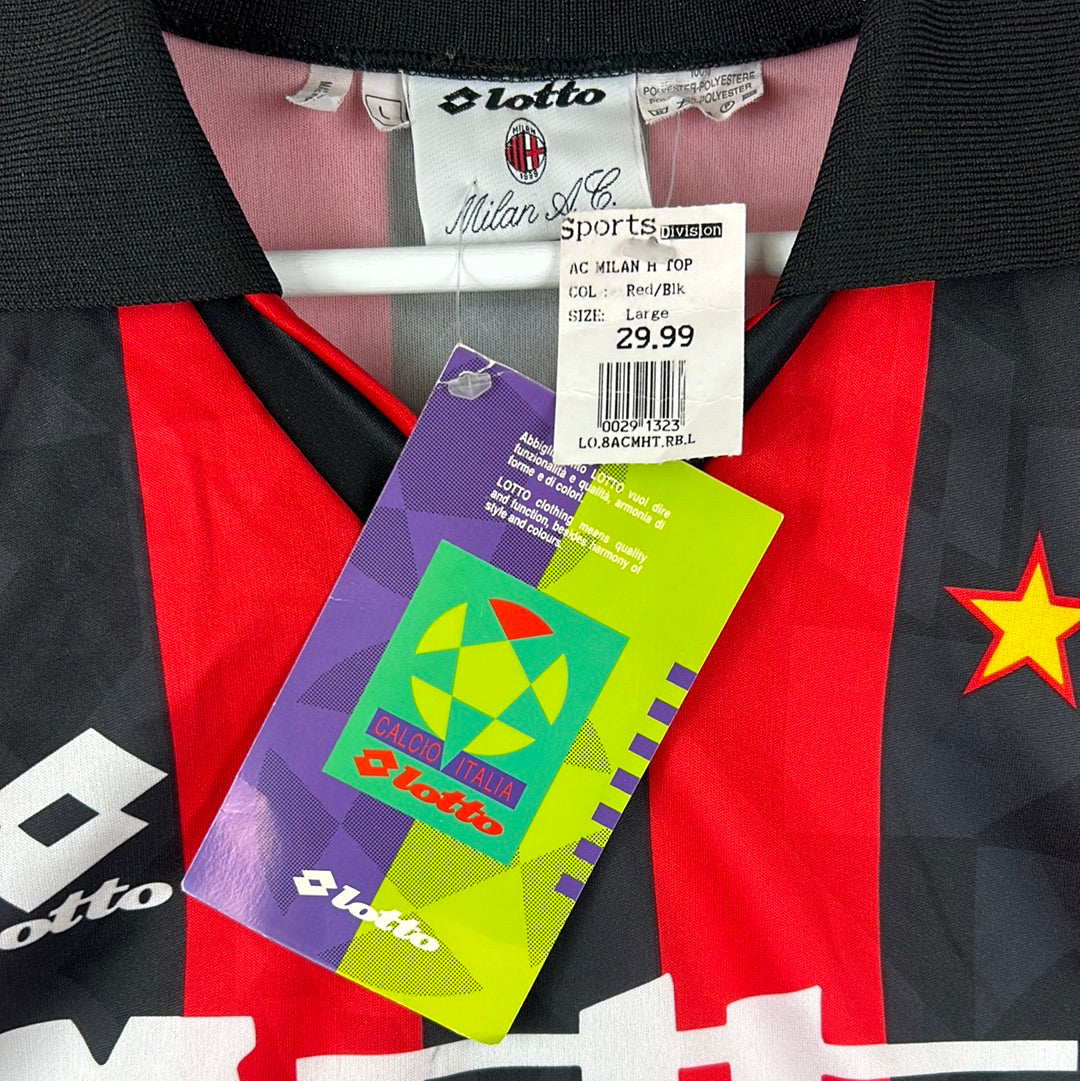 lotto
MILAN
1899
Milan A.C.
L
100%
POLYESTER-POLYESTERE
POLYESTER
Sports Division
AC MILAN H TOP
COL : Red/Blk
SIZE: Large
29.99
0029 1323
LO.8ACMHT.RB.L
LOTTO vuol dire
funzionalità e qualità, armonia di
forme e di colori.
LOTTO clothing means quality
and function, besides harmony of
style and colours.
CALCIO ITALIA
lotto
lotto
lotto